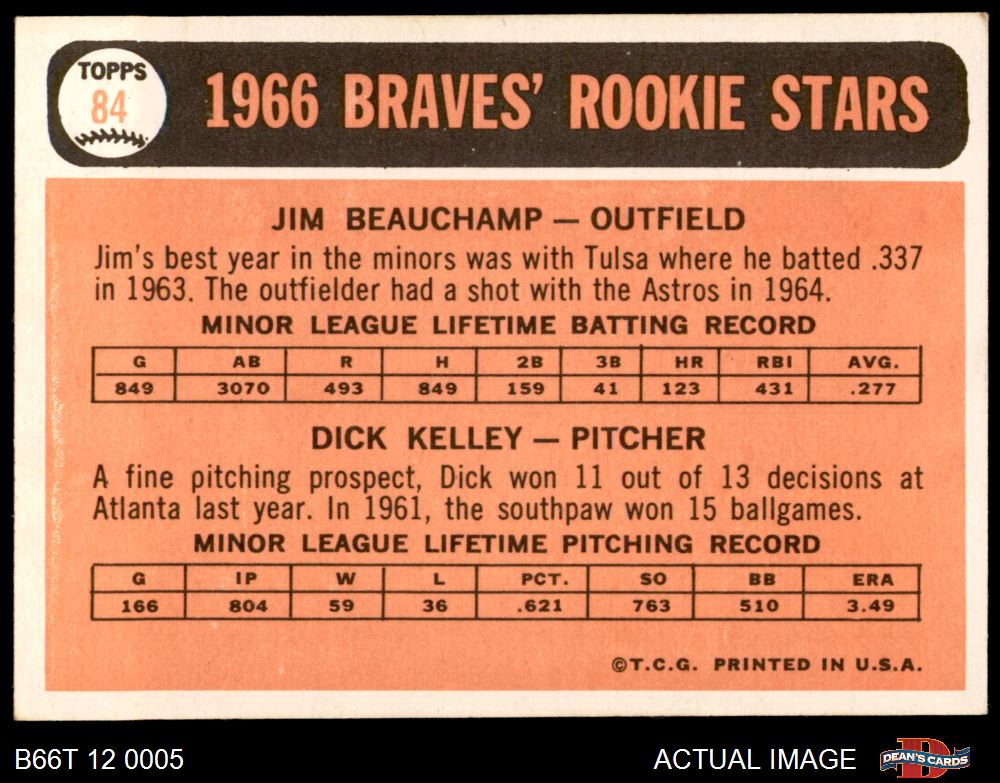 TOPPS
84
1966 BRAVES' ROOKIE STARS
JIM BEAUCHAMP — OUTFIELD
Jim's best year in the minors was with Tulsa where he batted .337
in 1963. The outfielder had a shot with the Astros in 1964.
MINOR LEAGUE LIFETIME BATTING RECORD
G AB R H 2B 3B HR RBI AVG.
849 3070 493 849 159 41 123 431 .277
DICK KELLEY — PITCHER
A fine pitching prospect, Dick won 11 out of 13 decisions at
Atlanta last year. In 1961, the southpaw won 15 ballgames.
MINOR LEAGUE LIFETIME PITCHING RECORD
G IP W L PCT. SO BB ERA
166 804 59 36 .621 763 510 3.49
©T.C.G. PRINTED IN U.S.A.
B66T 12 0005 ACTUAL IMAGE D DEAN'S CARDS